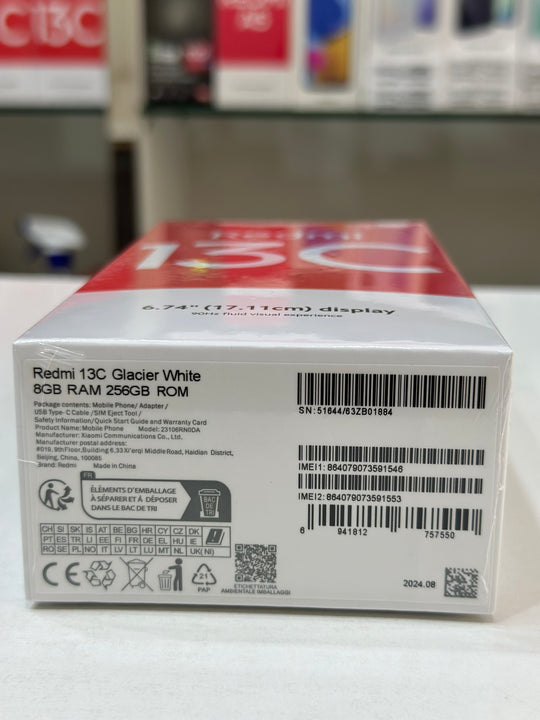 C 13C
Redmi
13C
6.74" (17.11cm) display
90Hz fluid visual experience
Redmi 13C Glacier White
8GB RAM 256GB ROM
Package contents: Mobile Phone/ Adapter/
USB Type-C Cable /SIM Eject Tool /
Safety Information/Quick Start Guide and Warranty Card
Product Name:Mobile Phone Model: 23106RN0DA
Manufacturer: Xiaomi Communications Co., Ltd.
Manufacturer postal address:
#019, 9th Floor,Building 6,33 Xi'erqi Middle Road, Haidian District,
Beijing, China, 100085
Brand: Redmi Made in China
SN: 51644/63ZB01884
IMEI1: 864079073591546
IMEI2: 864079073591553
6 941812 757550
FR
ÉLÉMENTS D'EMBALLAGE
À SÉPARER ET À DÉPOSER
DANS LE BAC DE TRI
BAC
DE
TRI
CH SI SK IS AT BE BG HR CY CZ DK
PT ES TR LI EE FI FR DE EL HU IE
RO SE PL NO IT LV LT LU MT NL UK(NI)
CE
21
PAP
ETICHETTATURA
AMBIENTALE IMBALLAGGI
2024.08